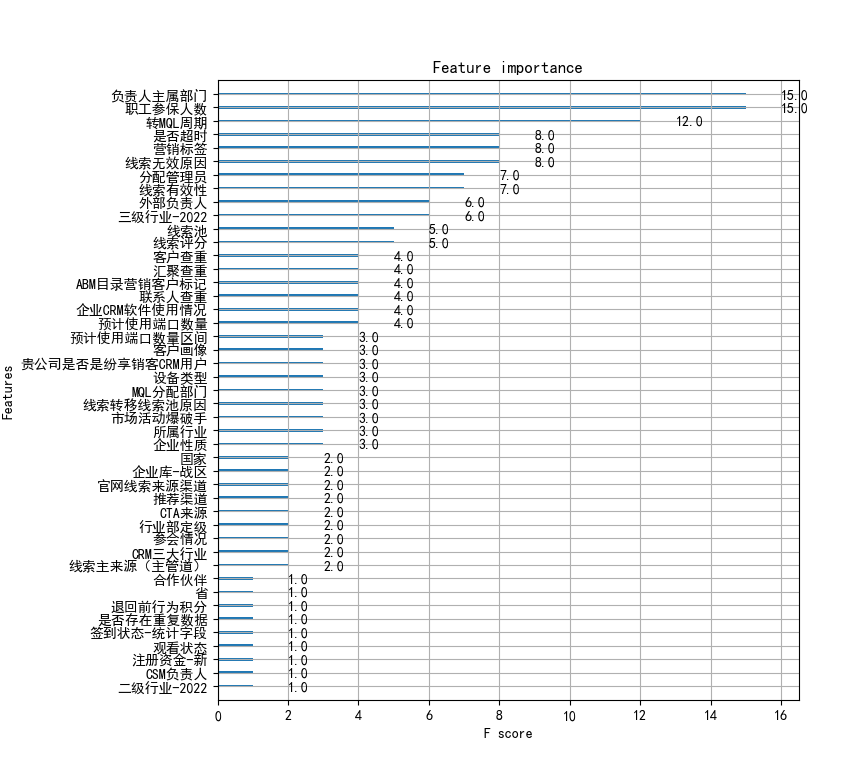 Feature importance
负责人主属部门 15.0
职工参保人数 15.0
转MQL周期 12.0
是否超时 8.0
营销标签 8.0
线索无效原因 8.0
分配管理员 7.0
线索有效性 7.0
外部负责人 6.0
三级行业-2022 6.0
线索池 5.0
线索评分 5.0
客户查重 4.0
汇聚查重 4.0
ABM目录营销客户标记 4.0
联系人查重 4.0
企业CRM软件使用情况 4.0
预计使用端口数量 4.0
预计使用端口数量区间 3.0
客户画像 3.0
贵公司是否是纷享销客CRM用户 3.0
设备类型 3.0
MQL分配部门 3.0
线索转移线索池原因 3.0
市场活动爆破手 3.0
所属行业 3.0
企业性质 3.0
国家 2.0
企业库-战区 2.0
官网线索来源渠道 2.0
推荐渠道 2.0
CTA来源 2.0
行业部定级 2.0
参会情况 2.0
CRM三大行业 2.0
线索主来源（主管道） 2.0
合作伙伴 1.0
省 1.0
退回前行为积分 1.0
是否存在重复数据 1.0
签到状态-统计字段 1.0
观看状态 1.0
注册资金-新 1.0
CSM负责人 1.0
二级行业-2022 1.0
0 2 4 6 8 10 12 14 16
F score
Features